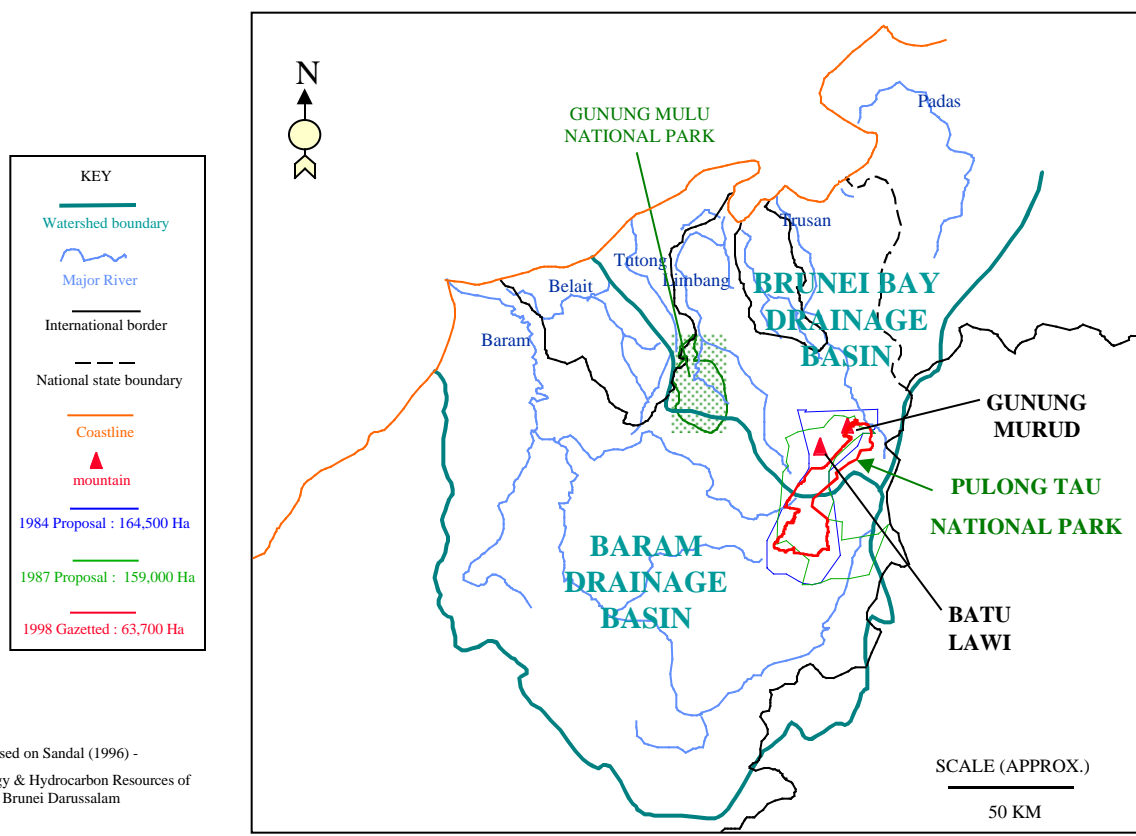 N
GUNUNG MULU
NATIONAL PARK
Padas
Trusan
Tutong
Limbang
Belait
Baram
BRUNEI BAY
DRAINAGE
BASIN
GUNUNG
MURUD
PULONG TAU
NATIONAL PARK
BARAM
DRAINAGE
BASIN
BATU
LAWI
SCALE (APPROX.)
50 KM
KEY
Watershed boundary
Major River
International border
National state boundary
Coastline
mountain
1984 Proposal : 164,500 Ha
1987 Proposal : 159,000 Ha
1998 Gazetted : 63,700 Ha
sed on Sandal (1996) -
gy & Hydrocarbon Resources of
Brunei Darussalam